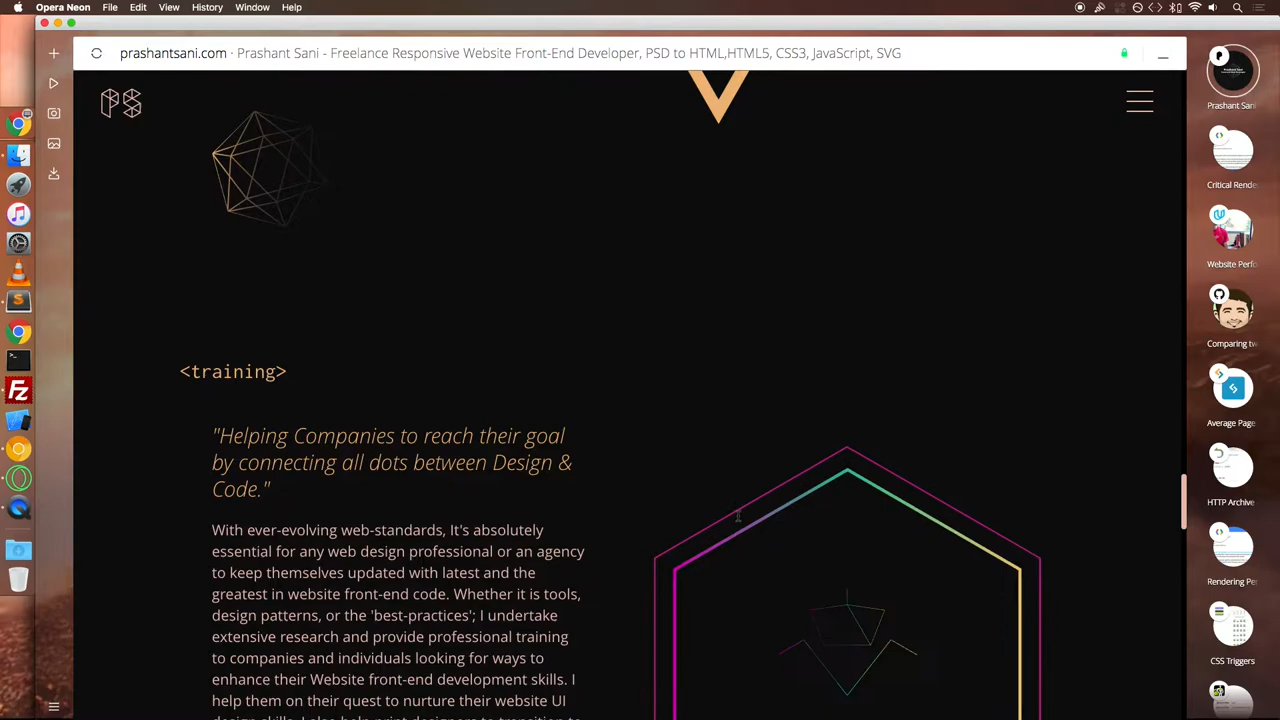 Opera Neon File Edit View History Window Help
prashantsani.com · Prashant Sani - Freelance Responsive Website Front-End Developer, PSD to HTML,HTML5, CSS3, JavaScript, SVG
PS
Prashant Sani
Critical Rende
Website Perfo
Comparing tw
Average Page
HTTP Archive
Rendering Per
CSS Triggers
<training>
"Helping Companies to reach their goal
by connecting all dots between Design &
Code."
With ever-evolving web-standards, It's absolutely
essential for any web design professional or an agency
to keep themselves updated with latest and the
greatest in website front-end code. Whether it is tools,
design patterns, or the 'best-practices'; I undertake
extensive research and provide professional training
to companies and individuals looking for ways to
enhance their Website front-end development skills. I
help them on their quest to nurture their website UI